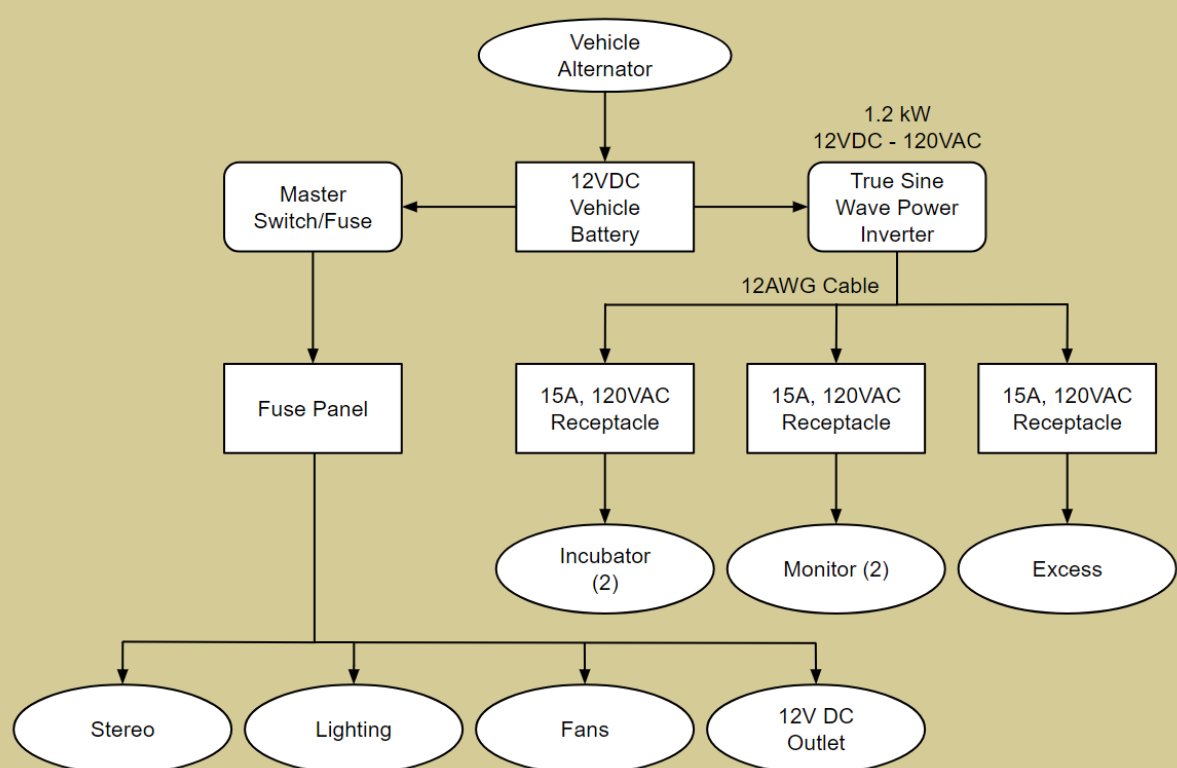 Vehicle
Alternator
1.2 kW
12VDC - 120VAC
Master
Switch/Fuse
12VDC
Vehicle
Battery
True Sine
Wave Power
Inverter
12AWG Cable
Fuse Panel
15A, 120VAC
Receptacle
15A, 120VAC
Receptacle
15A, 120VAC
Receptacle
Incubator
(2)
Monitor (2)
Excess
Stereo
Lighting
Fans
12V DC
Outlet